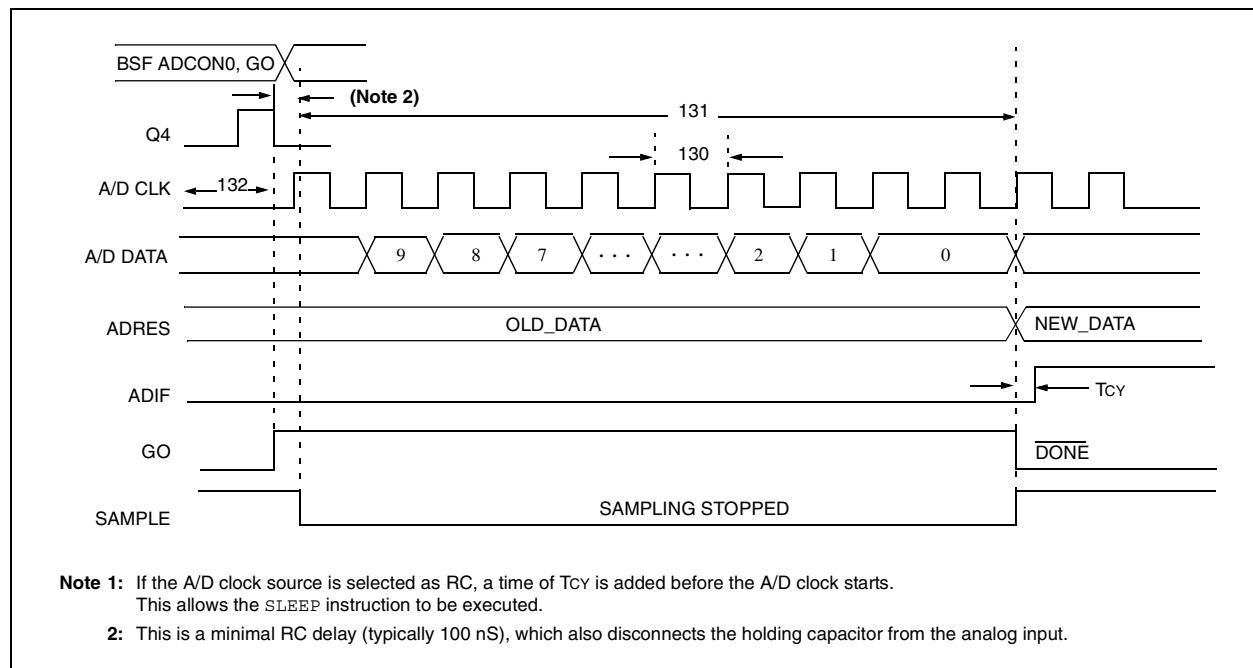 BSF ADCON0, GO
(Note 2)
131
Q4
130
A/D CLK
132
A/D DATA
9 8 7 · · · · · · 2 1 0
ADRES
OLD_DATA
NEW_DATA
ADIF
TCY
GO
DONE
SAMPLE
SAMPLING STOPPED
Note 1: If the A/D clock source is selected as RC, a time of TCY is added before the A/D clock starts.
This allows the SLEEP instruction to be executed.
2: This is a minimal RC delay (typically 100 nS), which also disconnects the holding capacitor from the analog input.